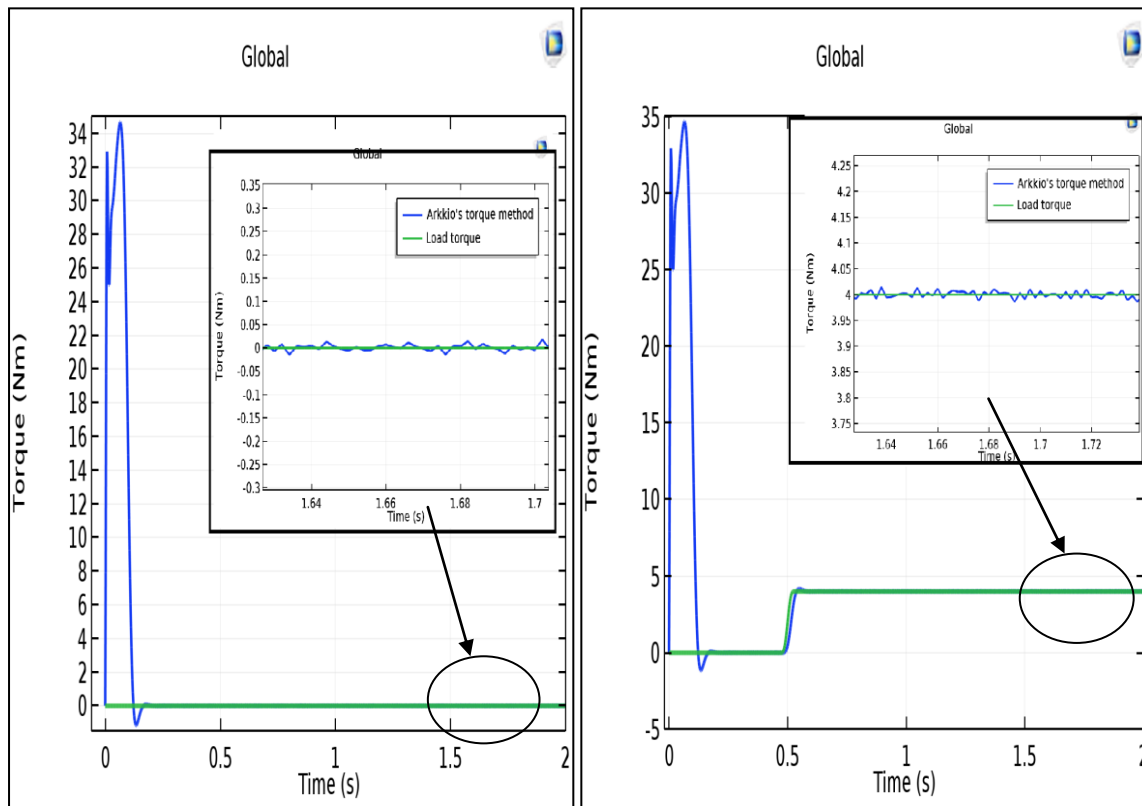 Global
34
32
30
28
26
24
22
20
18
16
14
12
10
8
6
4
2
0
Torque (Nm)
0 0.5 1 1.5 2
Time (s)
Global
0.35
0.3
0.25
0.2
0.15
0.1
0.05
0
-0.05
-0.1
-0.15
-0.2
-0.25
-0.3
Torque (Nm)
Arkkio's torque method
Load torque
1.64 1.66 1.68 1.7
Time (s)
Global
35
30
25
20
15
10
5
0
-5
Torque (Nm)
0 0.5 1 1.5 2
Time (s)
Global
4.25
4.2
4.15
4.1
4.05
4
3.95
3.9
3.85
3.8
3.75
Torque (Nm)
Arkkio's torque method
Load torque
1.64 1.66 1.68 1.7 1.72
Time (s)